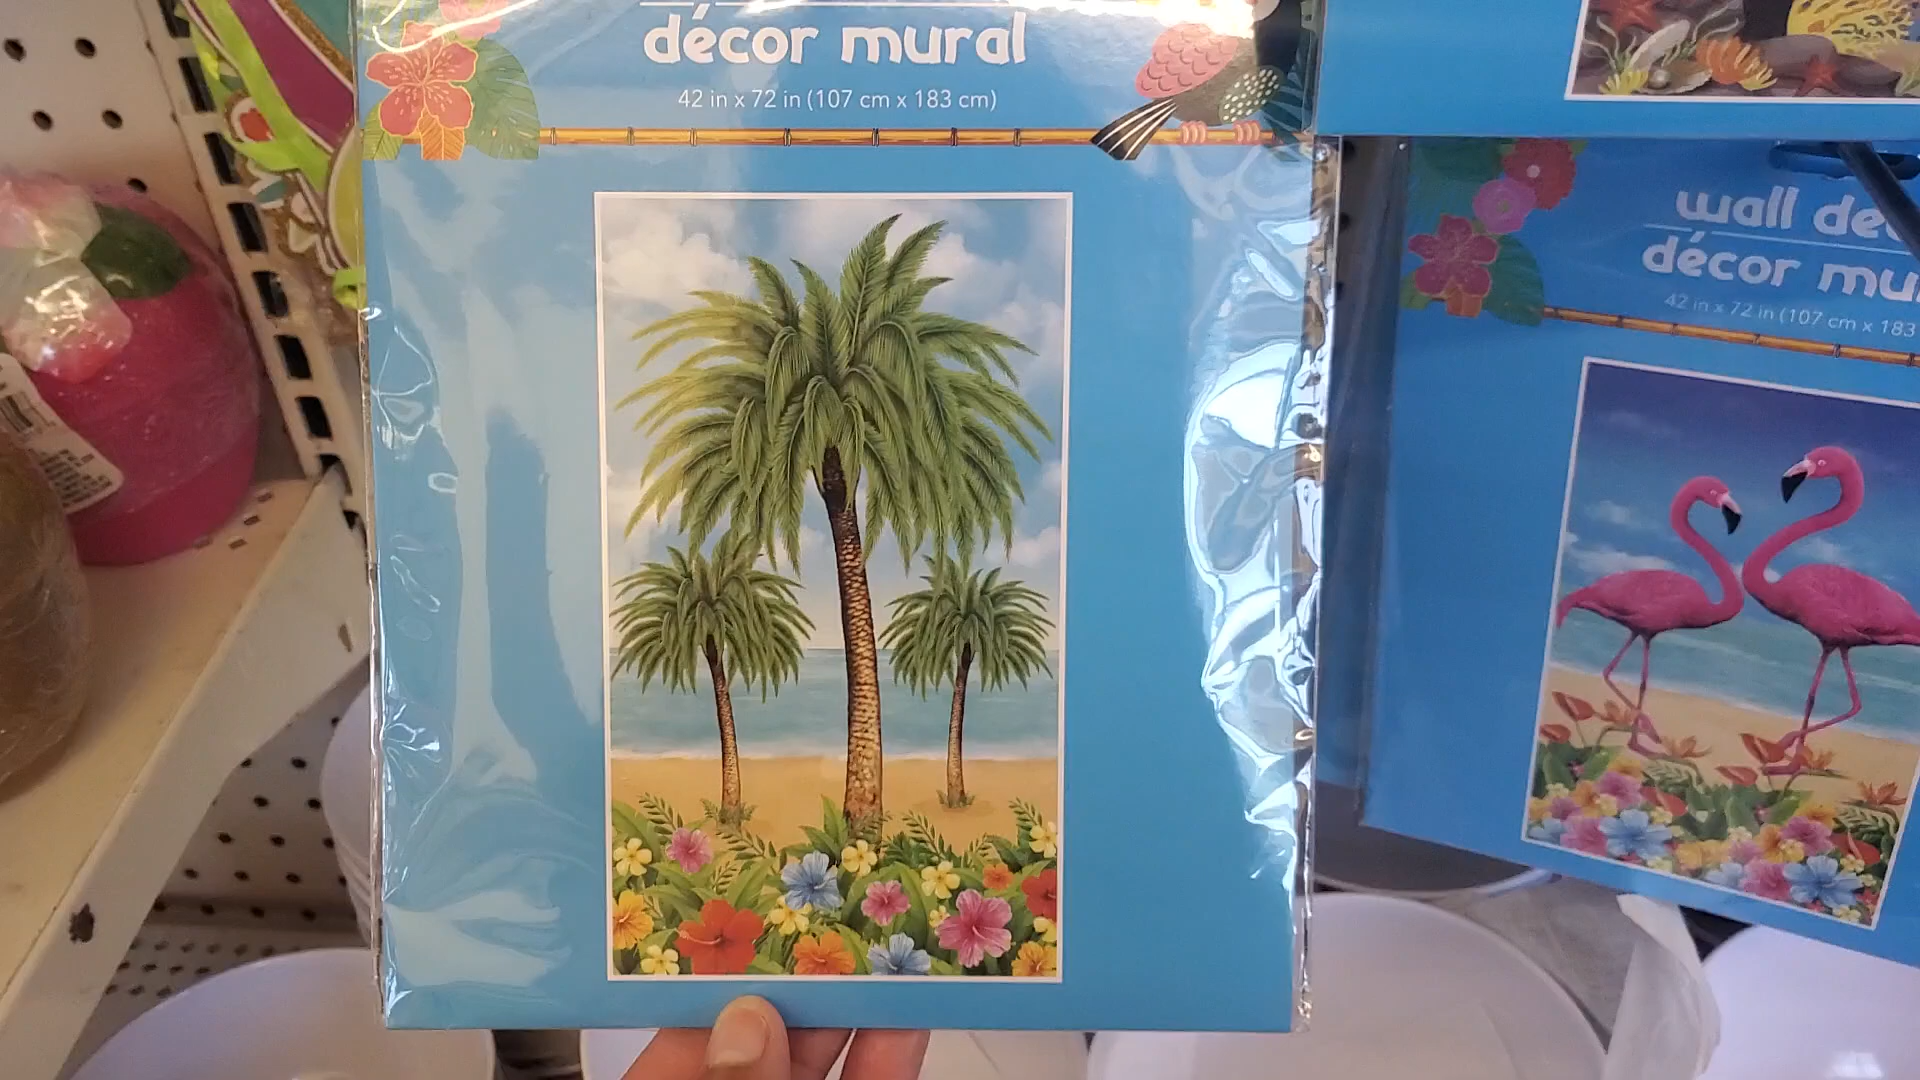 décor mural
42 in x 72 in (107 cm x 183 cm)
wall de
décor mu
42 in x 72 in (107 cm x 183